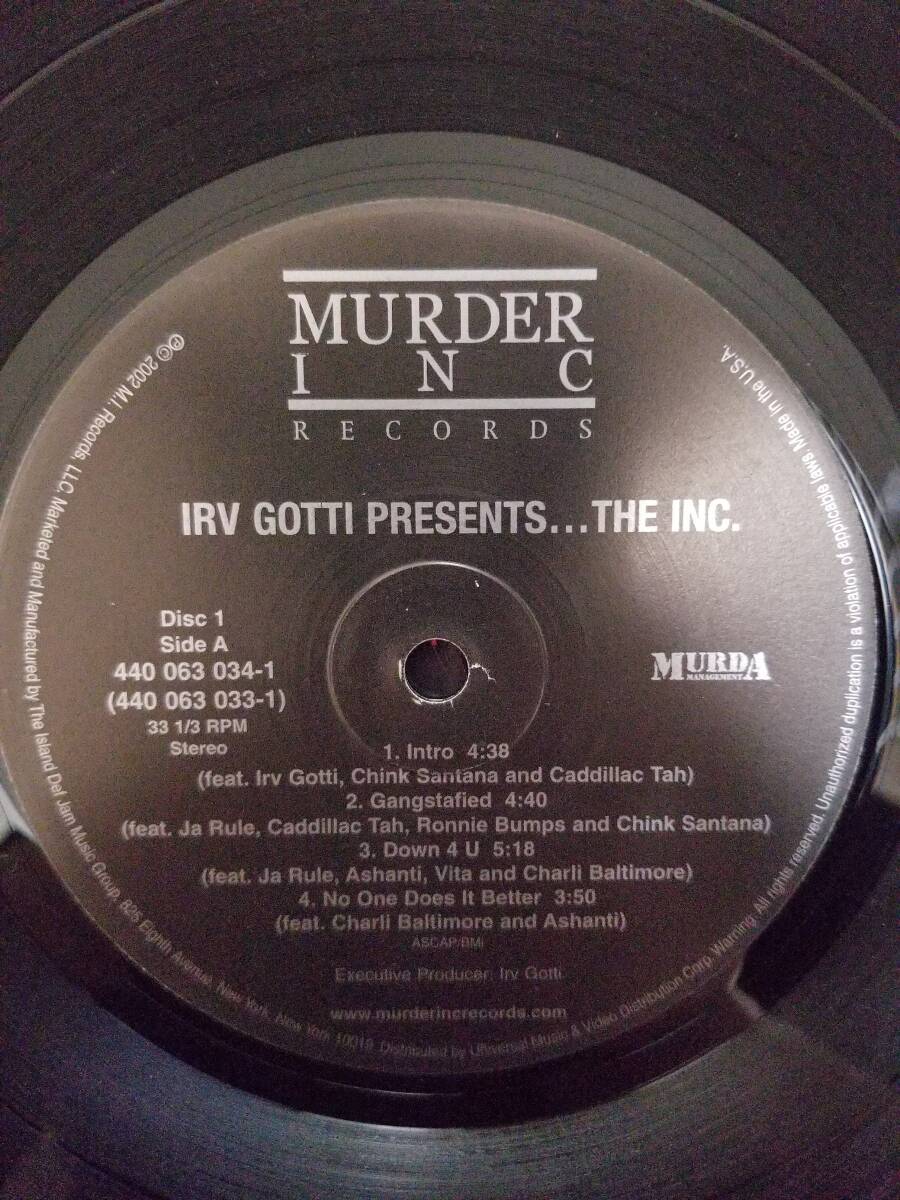 MURDER
I N C
RECORDS
IRV GOTTI PRESENTS...THE INC.
Disc 1
Side A
440 063 034-1
(440 063 033-1)
33 1/3 RPM
Stereo
MURDA
MANAGEMENT
1. Intro 4:38
(feat. Irv Gotti, Chink Santana and Caddillac Tah)
2. Gangstafied 4:40
(feat. Ja Rule, Caddillac Tah, Ronnie Bumps and Chink Santana)
3. Down 4 U 5:18
(feat. Ja Rule, Ashanti, Vita and Charli Baltimore)
4. No One Does It Better 3:50
(feat. Charli Baltimore and Ashanti)
ASCAP/BMI
Executive Producer: Irv Gotti
www.murderincrecords.com
℗© 2002 M.I. Records, LLC. Marketed and Manufactured by The Island Def Jam Music Group, 825 Eighth Avenue, New York, New York 10019. Distributed by Universal Music & Video Distribution Corp. Warning: All rights reserved. Unauthorized duplication is a violation of applicable laws. Made in the U.S.A.